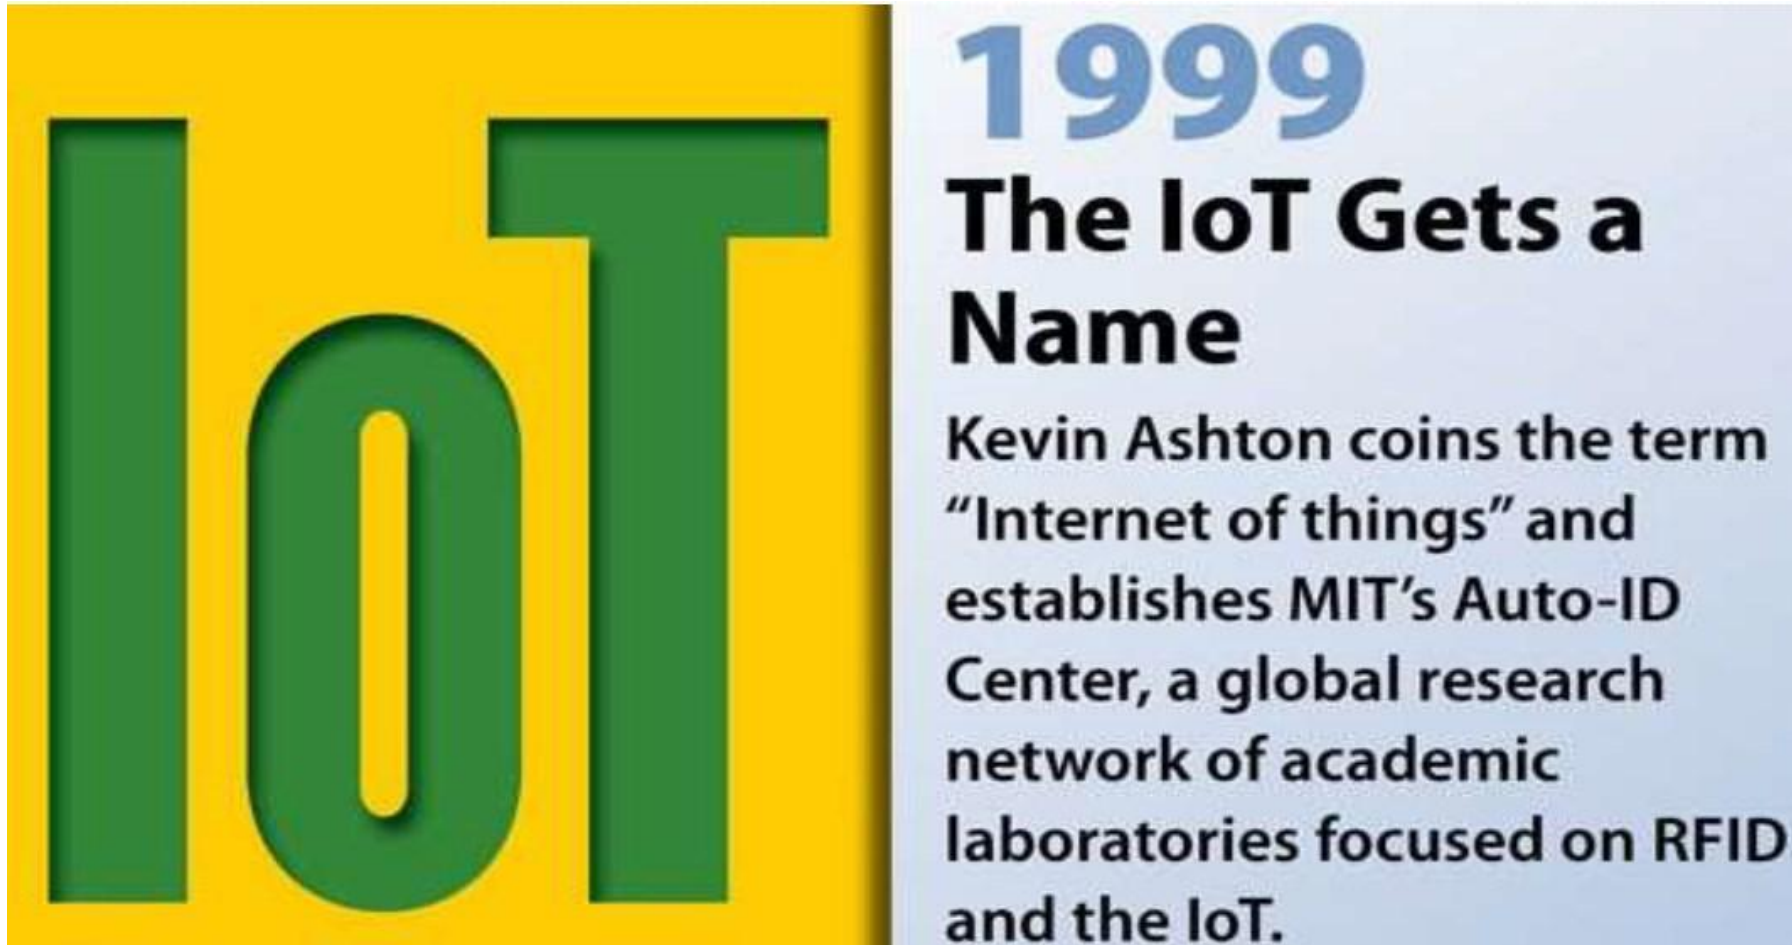 IoT
1999
The IoT Gets a
Name
Kevin Ashton coins the term
“Internet of things” and
establishes MIT’s Auto-ID
Center, a global research
network of academic
laboratories focused on RFID
and the IoT.